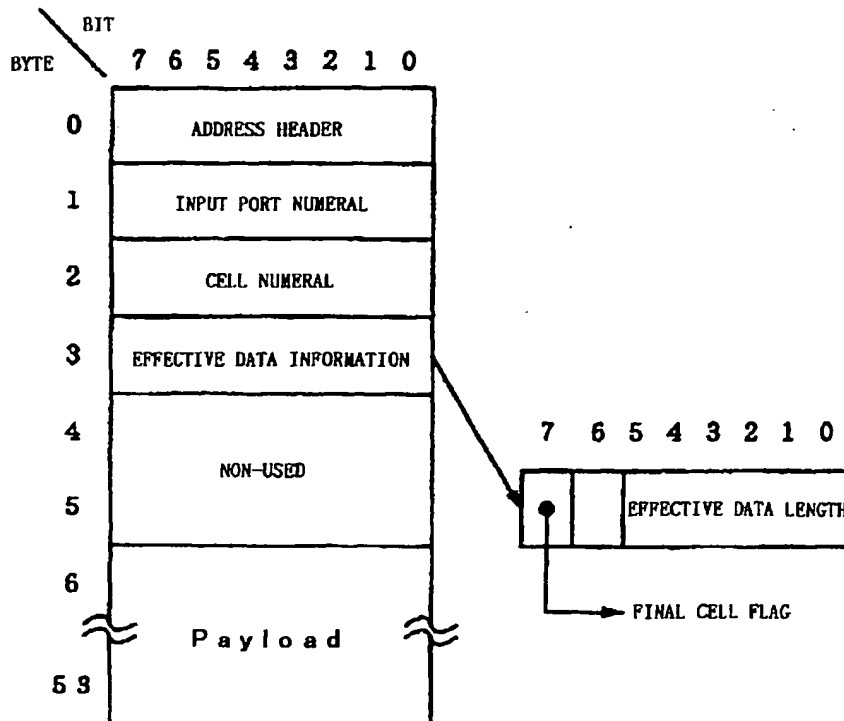 BIT
BYTE
7 6 5 4 3 2 1 0
0 ADDRESS HEADER
1 INPUT PORT NUMERAL
2 CELL NUMERAL
3 EFFECTIVE DATA INFORMATION
4
NON-USED
7 6 5 4 3 2 1 0
5
EFFECTIVE DATA LENGTH
6
FINAL CELL FLAG
Payload
53